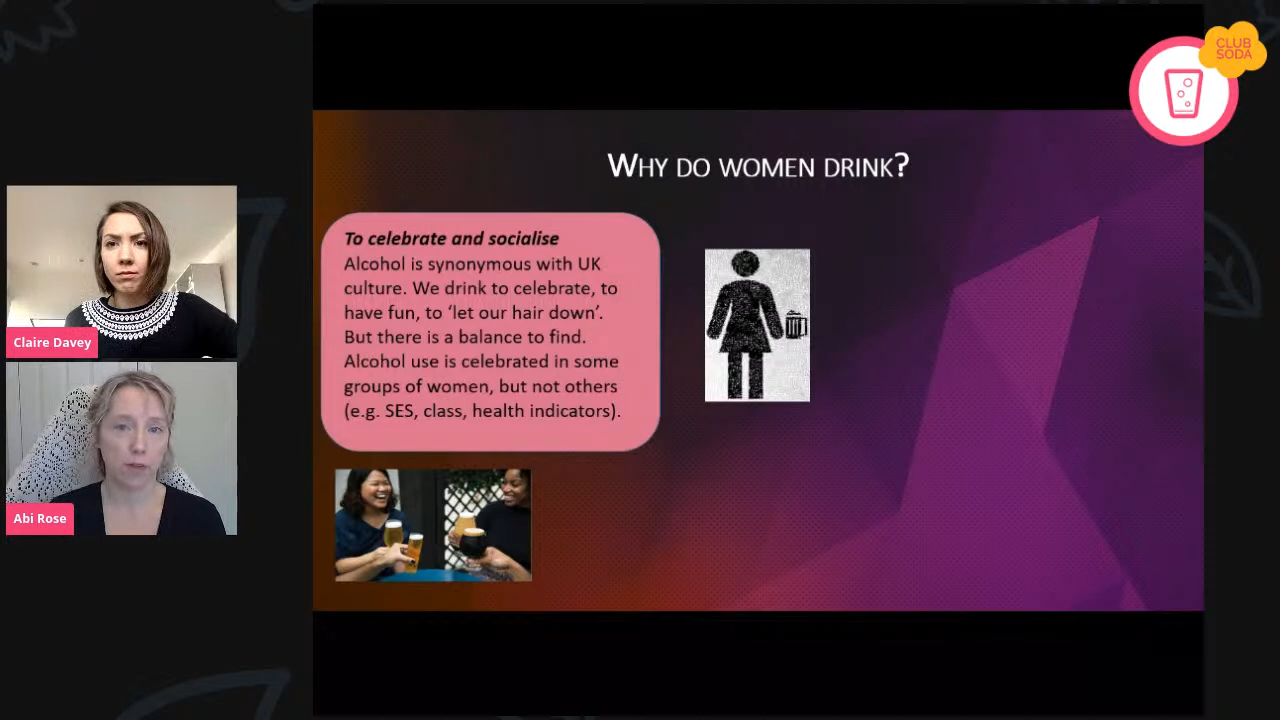 CLUB
SODA
WHY DO WOMEN DRINK?
To celebrate and socialise
Alcohol is synonymous with UK
culture. We drink to celebrate, to
have fun, to ‘let our hair down’.
But there is a balance to find.
Alcohol use is celebrated in some
groups of women, but not others
(e.g. SES, class, health indicators).
Claire Davey
Abi Rose